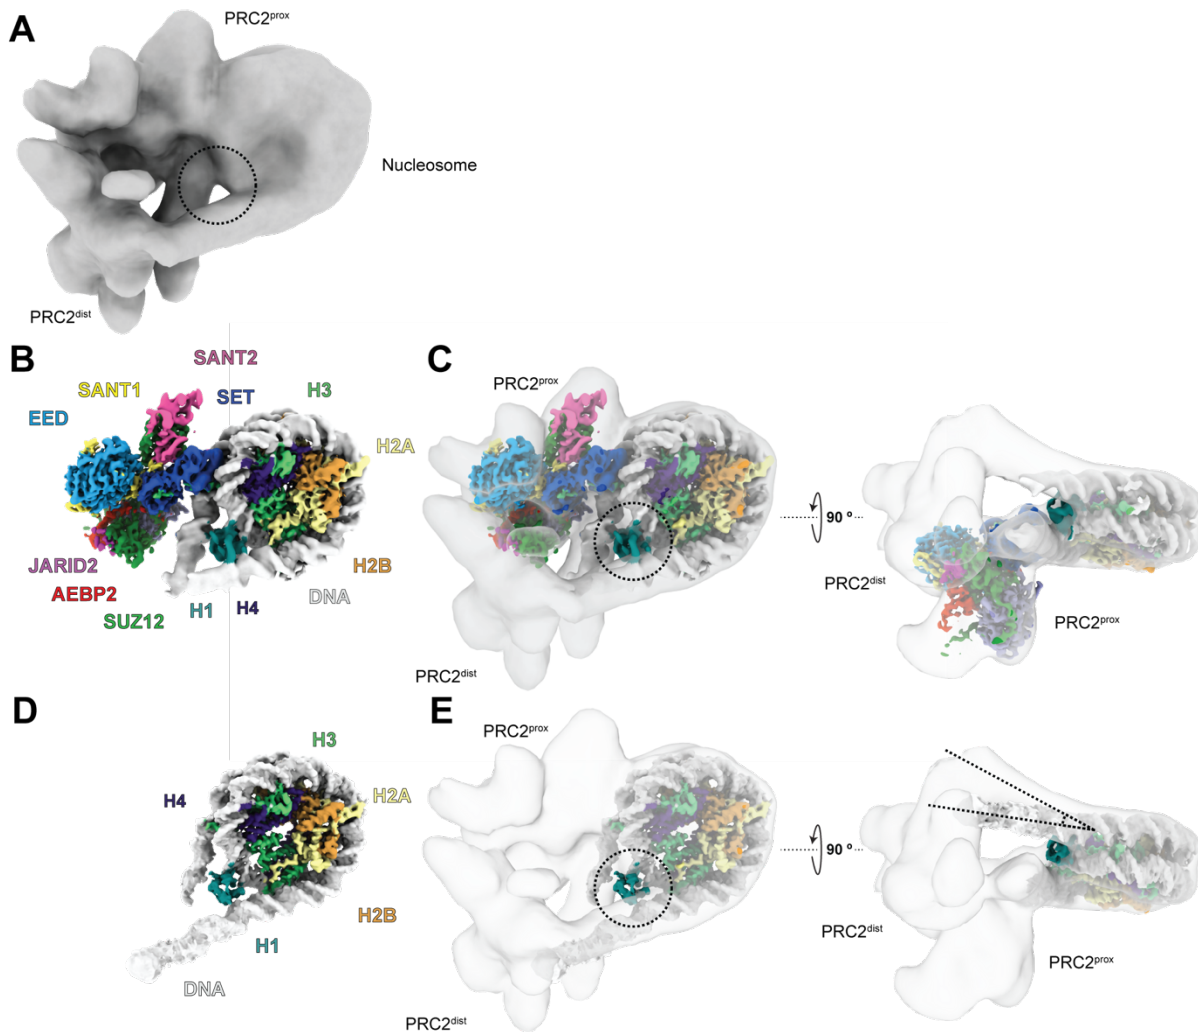 A
PRC2prox
Nucleosome
PRC2dist
B
SANT2
SANT1
SET
H3
EED
H2A
JARID2
H2B
AEBP2
DNA
SUZ12
H1
H4
C
PRC2prox
90 º
PRC2dist
PRC2prox
PRC2dist
D
H3
H4
H2A
H2B
H1
DNA
E
PRC2prox
90 º
PRC2dist
PRC2prox
PRC2dist